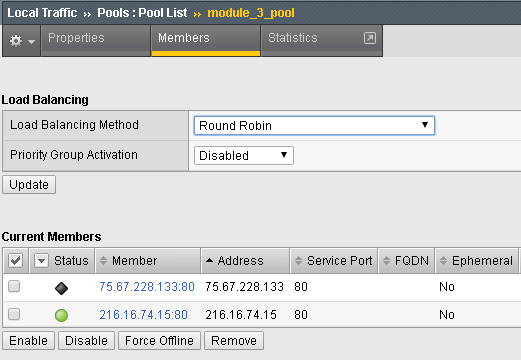 Local Traffic ›› Pools : Pool List ›› module_3_pool
Properties Members Statistics
Load Balancing
Load Balancing Method Round Robin
Priority Group Activation Disabled
Update
Current Members
Status Member Address Service Port FQDN Ephemeral
75.67.228.133:80 75.67.228.133 80 No
216.16.74.15:80 216.16.74.15 80 No
Enable Disable Force Offline Remove